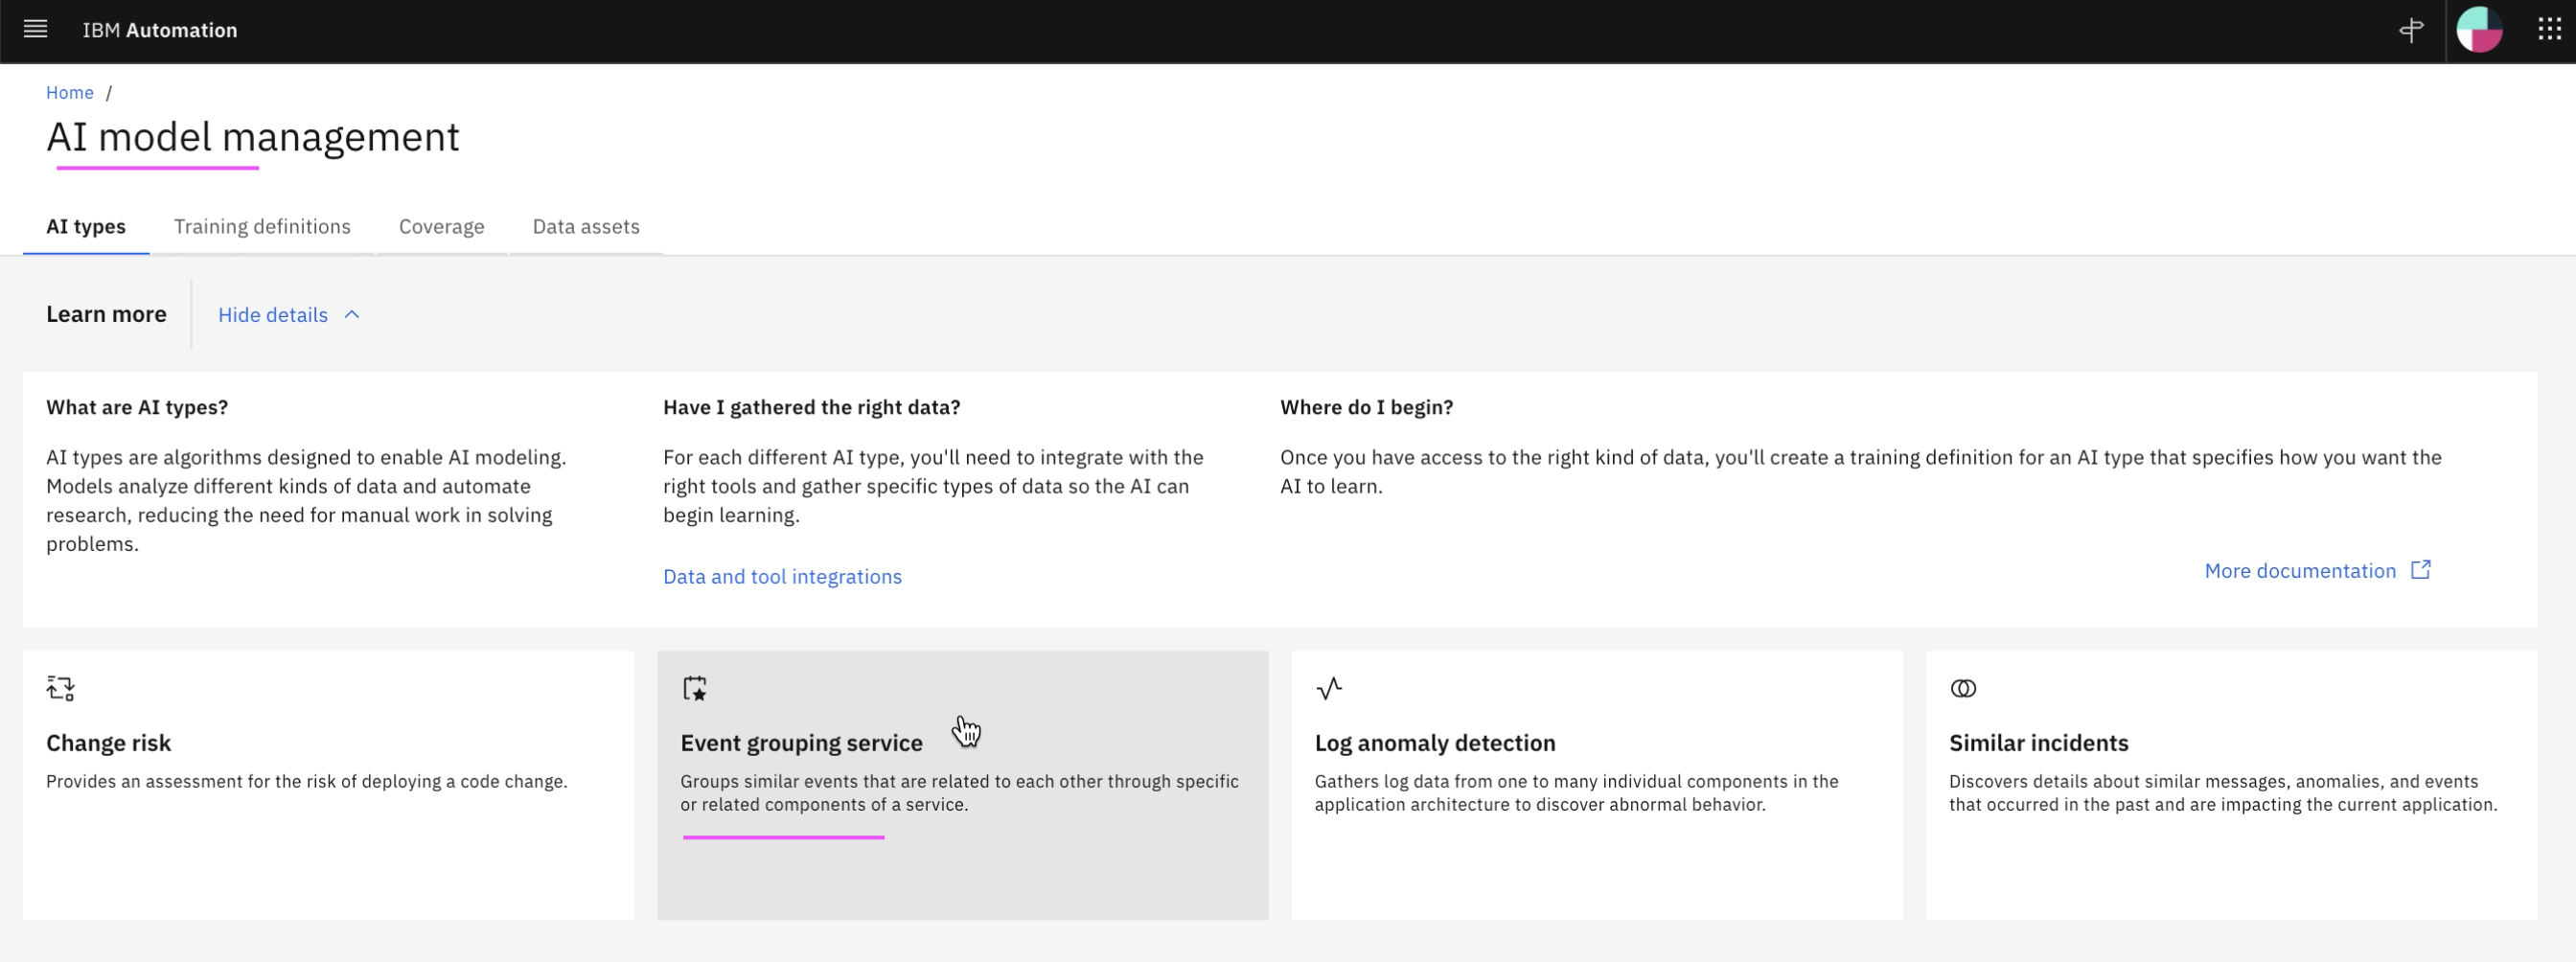 IBM Automation
Home /
AI model management
AI types Training definitions Coverage Data assets
Learn more Hide details
What are AI types?
AI types are algorithms designed to enable AI modeling.
Models analyze different kinds of data and automate
research, reducing the need for manual work in solving
problems.
Have I gathered the right data?
For each different AI type, you'll need to integrate with the
right tools and gather specific types of data so the AI can
begin learning.
Data and tool integrations
Where do I begin?
Once you have access to the right kind of data, you'll create a training definition for an AI type that specifies how you want the
AI to learn.
More documentation
Change risk
Provides an assessment for the risk of deploying a code change.
Event grouping service
Groups similar events that are related to each other through specific
or related components of a service.
Log anomaly detection
Gathers log data from one to many individual components in the
application architecture to discover abnormal behavior.
Similar incidents
Discovers details about similar messages, anomalies, and events
that occurred in the past and are impacting the current application.